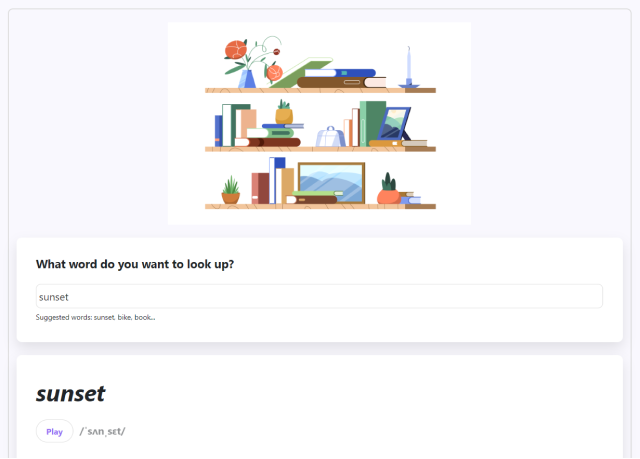 What word do you want to look up?
sunset
Suggested words: sunset, bike, book...
sunset
Play /ˈsʌnˌsɛt/